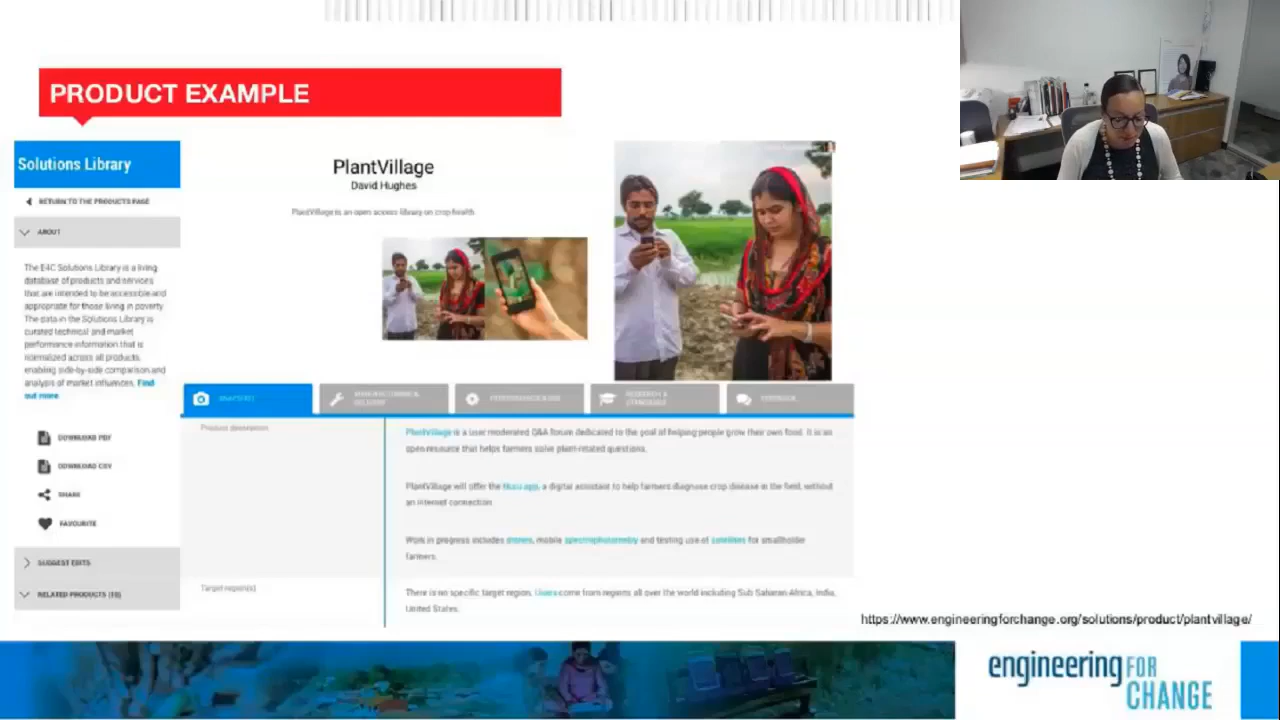 PRODUCT EXAMPLE
Solutions Library
RETURN TO THE PRODUCTS PAGE
ABOUT
The E4C Solutions Library is a living
database of products and services
that are intended to be accessible and
appropriate for those living in poverty.
The data in the Solutions Library is
curated technical and market
performance information that is
normalized across all products,
enabling side-by-side comparison and
analysis of market influences. Find
out more
DOWNLOAD PDF
DOWNLOAD CSV
SHARE
FAVOURITE
SUGGEST EDITS
RELATED PRODUCTS (10)
PlantVillage
David Hughes
PlantVillage is an open access library on crop health.
SNAPSHOT
MANUFACTURING &
DELIVERY
PERFORMANCE & USE
RESEARCH &
STANDARDS
Product description
PlantVillage is a user moderated Q&A forum dedicated to the goal of helping people grow their own food. It is an
open resource that helps farmers solve plant-related questions.
PlantVillage will offer the Nuru app, a digital assistant to help farmers diagnose crop disease in the field, without
an internet connection.
Work in progress includes drones, mobile spectrophotometry and testing use of satellites for smallholder
farmers.
Target region(s)
There is no specific target region. Users come from regions all over the world including Sub Saharan Africa, India,
United States.
https://www.engineeringforchange.org/solutions/product/plantvillage/
engineering FOR
CHANGE